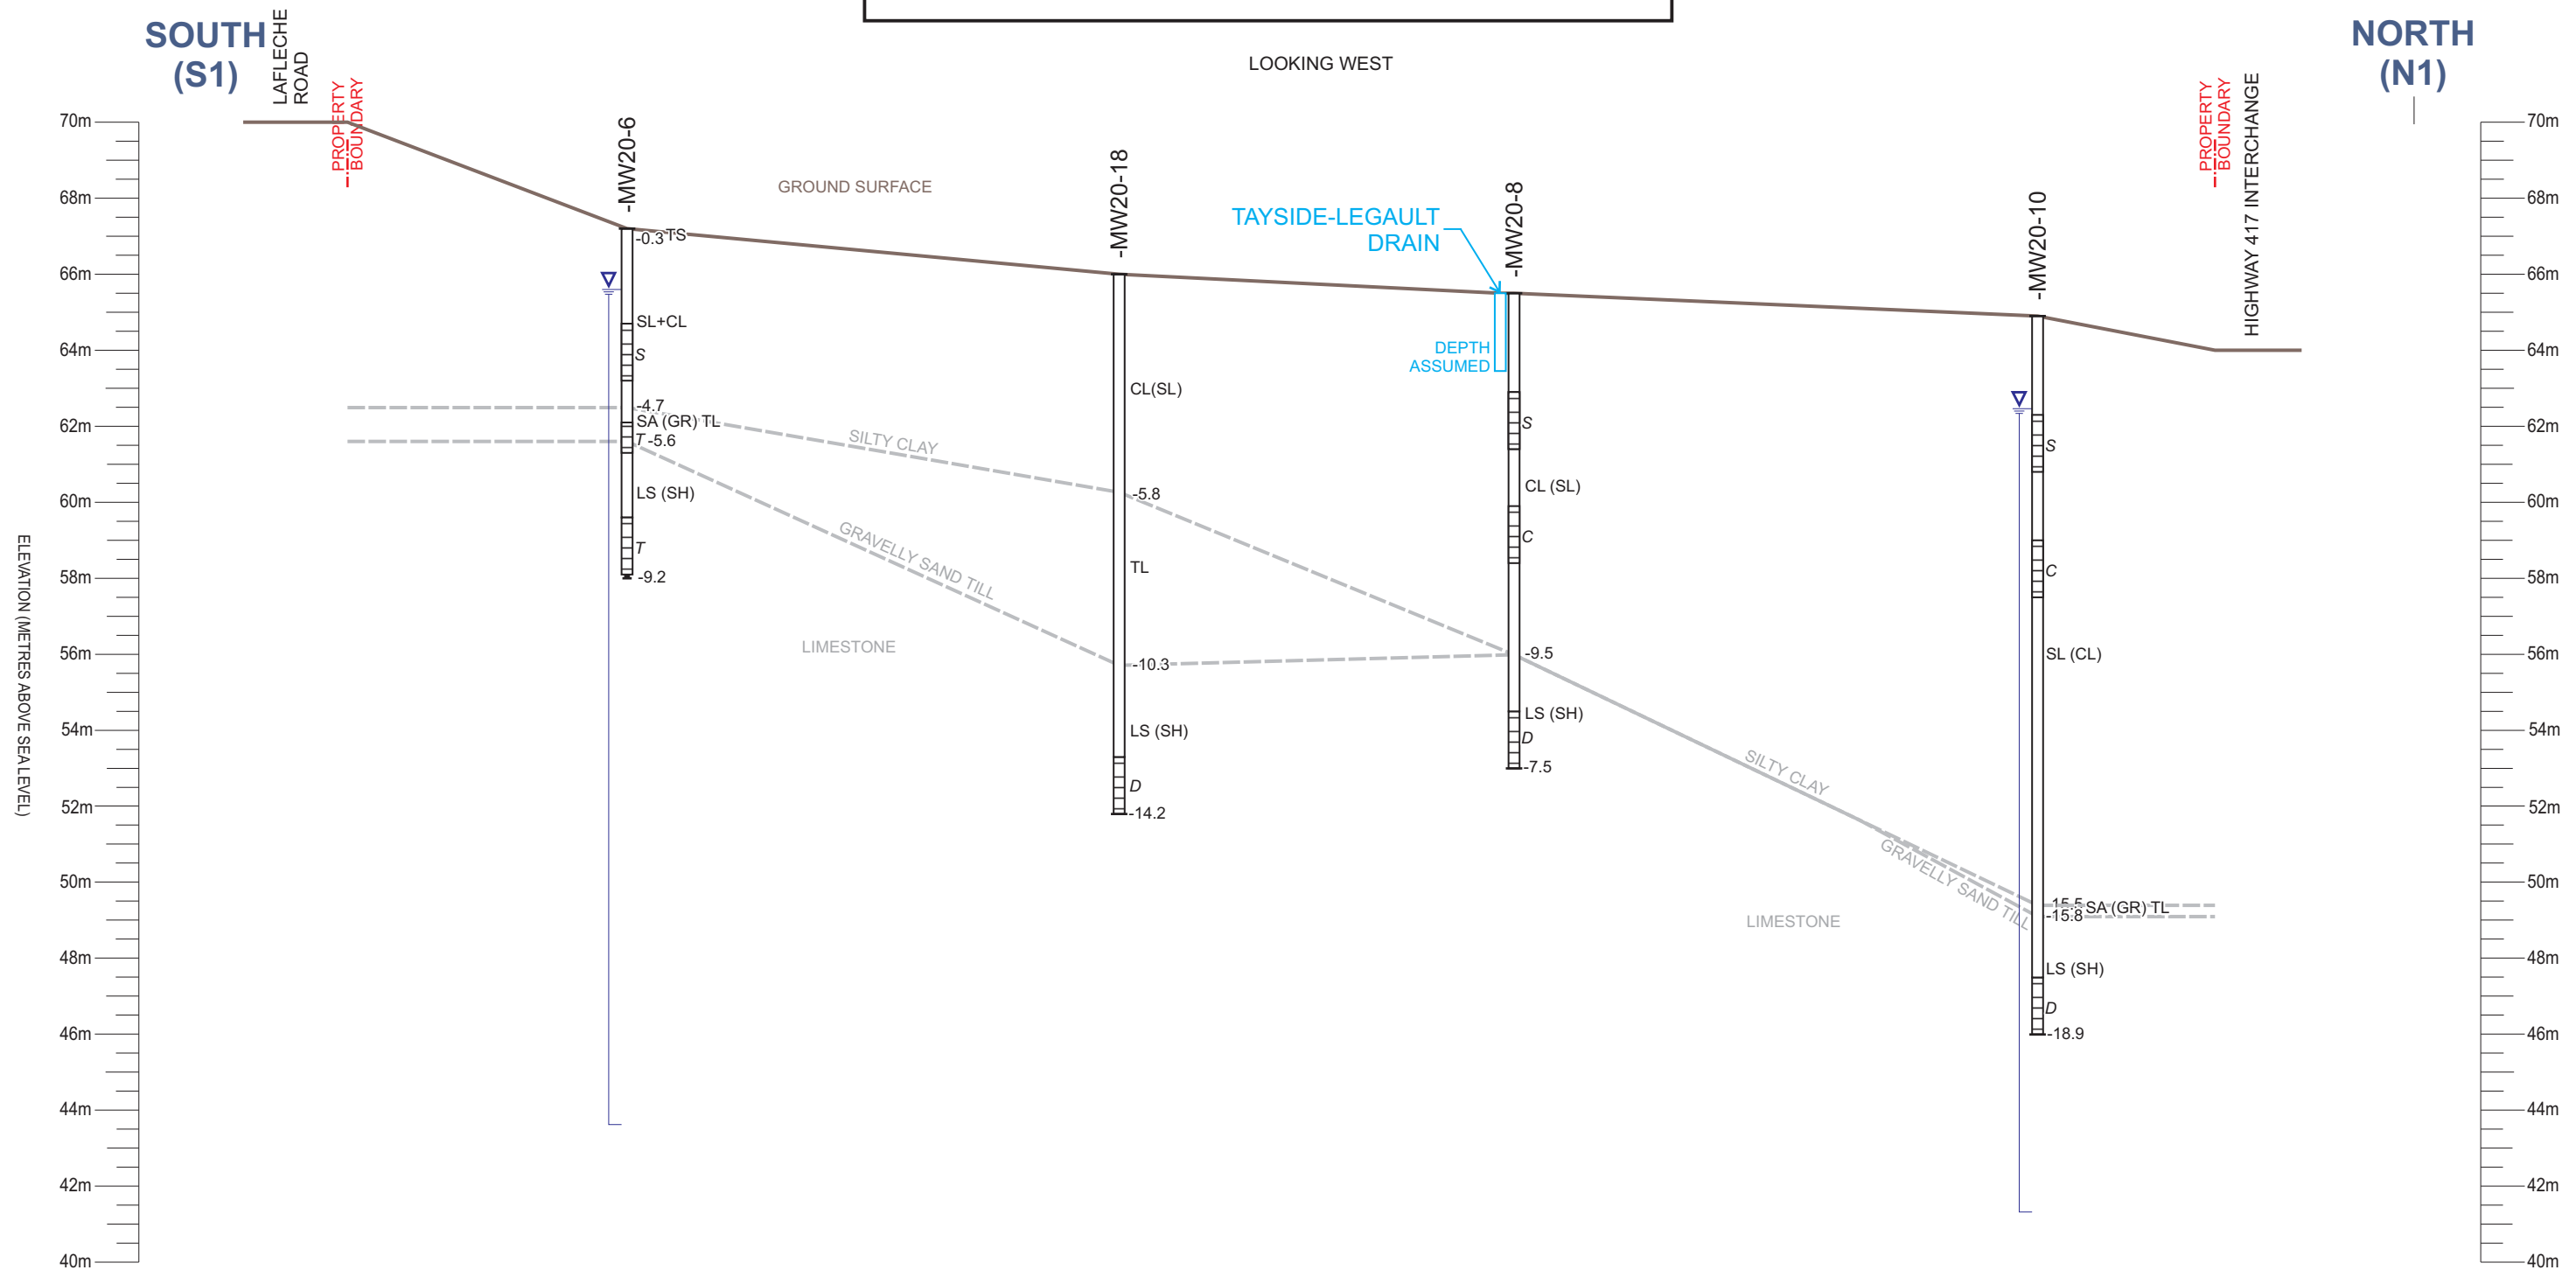 SOUTH
(S1)
LAFLECHE
ROAD
PROPERTY
BOUNDARY
LOOKING WEST
NORTH
(N1)
PROPERTY
BOUNDARY
HIGHWAY 417 INTERCHANGE
ELEVATION (METRES ABOVE SEA LEVEL)
70m
68m
66m
64m
62m
60m
58m
56m
54m
52m
50m
48m
46m
44m
42m
40m
GROUND SURFACE
-MW20-6
-0.3 TS
SL+CL
S
-4.7
SA (GR) TL
T -5.6
LS (SH)
T
-9.2
SILTY CLAY
GRAVELLY SAND TILL
LIMESTONE
-MW20-18
CL(SL)
-5.8
TL
-10.3
LS (SH)
D
-14.2
TAYSIDE-LEGAULT
DRAIN
DEPTH
ASSUMED
-MW20-8
S
CL (SL)
C
-9.5
LS (SH)
D
-7.5
SILTY CLAY
GRAVELLY SAND TILL
LIMESTONE
-MW20-10
S
C
SL (CL)
-15.5
SA (GR) TL
-15.8
LS (SH)
D
-18.9
70m
68m
66m
64m
62m
60m
58m
56m
54m
52m
50m
48m
46m
44m
42m
40m